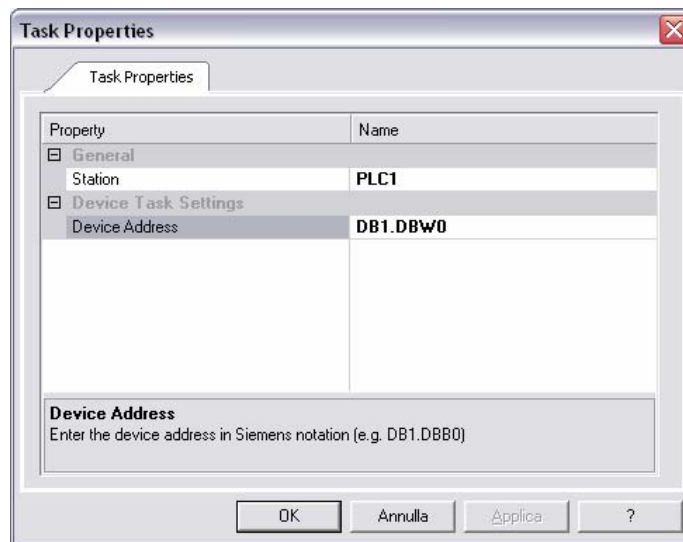 Task Properties
Task Properties
Property Name
General
Station PLC1
Device Task Settings
Device Address DB1.DBW0
Device Address
Enter the device address in Siemens notation (e.g. DB1.DBB0)
OK Annulla Applica ?